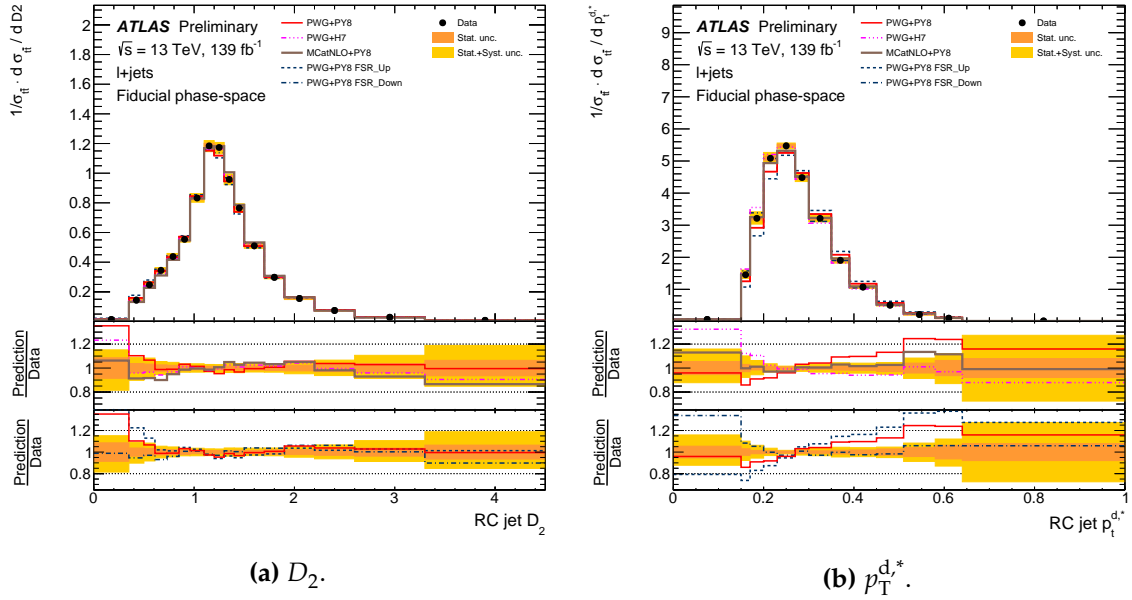 ATLAS Preliminary
√s = 13 TeV, 139 fb⁻¹
l+jets
Fiducial phase-space
PWG+PY8
PWG+H7
MCatNLO+PY8
PWG+PY8 FSR_Up
PWG+PY8 FSR_Down
Data
Stat. unc.
Stat.+Syst. unc.
1/σ_tt̄ · d σ_tt̄ / d D2
2
1.8
1.6
1.4
1.2
1
0.8
0.6
0.4
0.2
Prediction
Data
1.2
1.0
0.8
Prediction
Data
1.2
1.0
0.8
0 1 2 3 4
RC jet D₂
(a) D₂.
ATLAS Preliminary
√s = 13 TeV, 139 fb⁻¹
l+jets
Fiducial phase-space
PWG+PY8
PWG+H7
MCatNLO+PY8
PWG+PY8 FSR_Up
PWG+PY8 FSR_Down
Data
Stat. unc.
Stat.+Syst. unc.
1/σ_tt̄ · d σ_tt̄ / d p_t^{d,*}
9
8
7
6
5
4
3
2
1
Prediction
Data
1.2
1.0
0.8
Prediction
Data
1.2
1.0
0.8
0 0.2 0.4 0.6 0.8 1
RC jet p_t^{d,*}
(b) p_T^{d,*}.